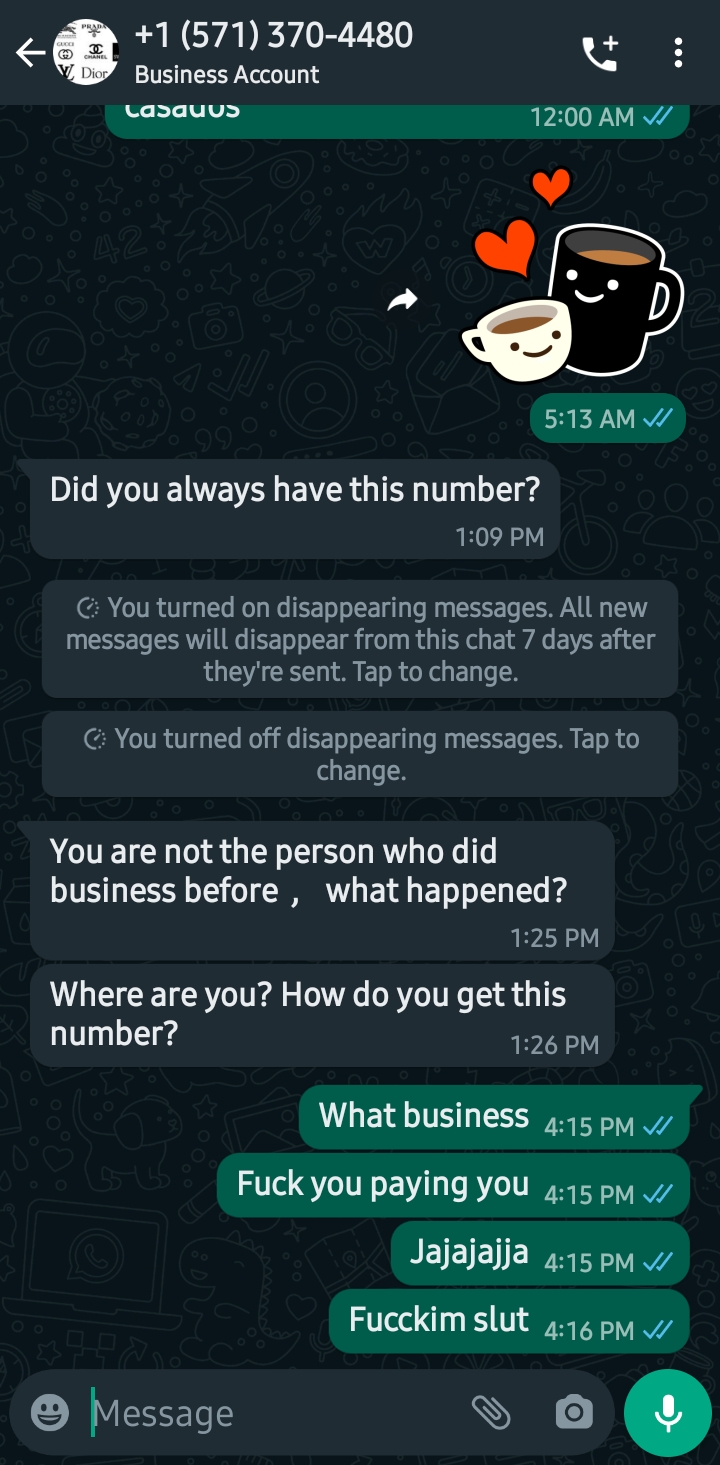 +1 (571) 370-4480
PRADA
GUCCI
CHANEL
LV Dior
Business Account
casados
12:00 AM
5:13 AM
Did you always have this number?
1:09 PM
You turned on disappearing messages. All new
messages will disappear from this chat 7 days after
they're sent. Tap to change.
You turned off disappearing messages. Tap to
change.
You are not the person who did
business before ， what happened?
1:25 PM
Where are you? How do you get this
number?
1:26 PM
What business 4:15 PM
Fuck you paying you 4:15 PM
Jajajajja 4:15 PM
Fucckim slut 4:16 PM
Message